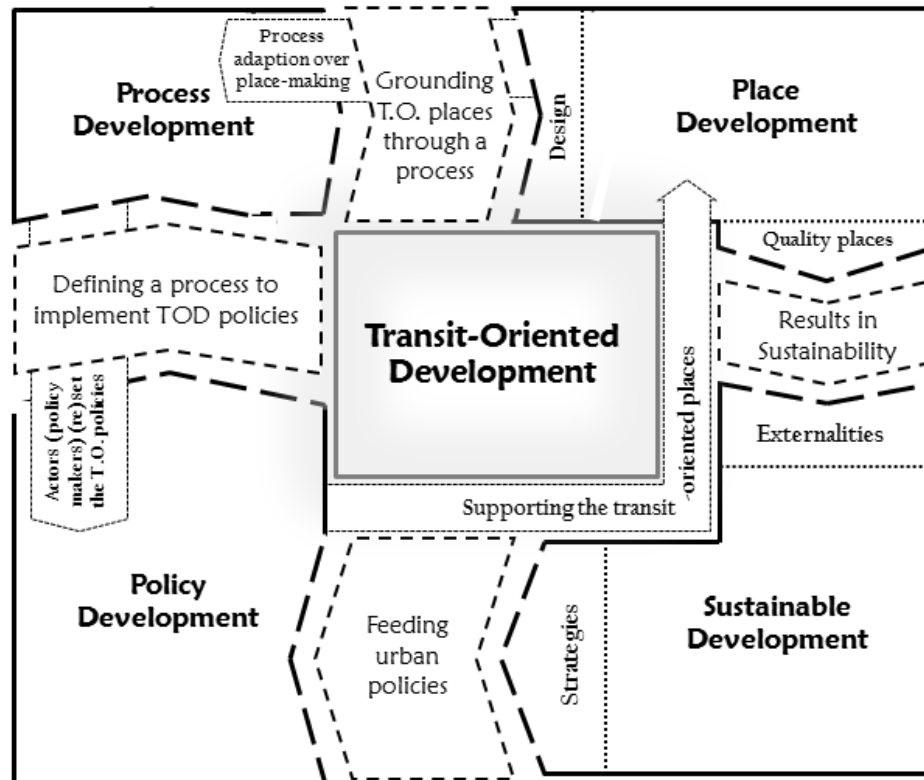 Process
adaption over
place-making
Process
Development
Grounding
T.O. places
through a
process
Design
Place
Development
Quality places
Defining a process to
implement TOD policies
Transit-Oriented
Development
Results in
Sustainability
Actors (policy
makers) (re)set
the T.O. policies
-oriented places
Externalities
Supporting the transit
Policy
Development
Feeding
urban
policies
Strategies
Sustainable
Development